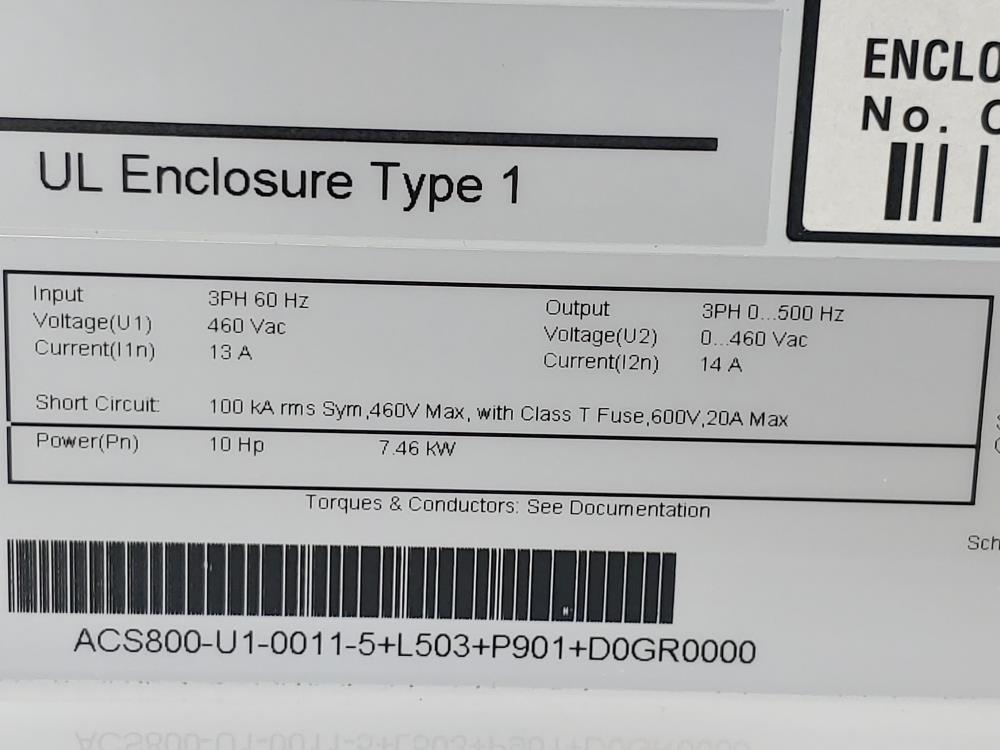 ENCLO
No.
UL Enclosure Type 1
Input 3PH 60 Hz Output 3PH 0...500 Hz
Voltage(U1) 460 Vac Voltage(U2) 0...460 Vac
Current(I1n) 13 A Current(I2n) 14 A
Short Circuit: 100 kA rms Sym,460V Max, with Class T Fuse,600V,20A Max
Power(Pn) 10 Hp 7.46 kW
Torques & Conductors: See Documentation
Sch
ACS800-U1-0011-5+L503+P901+D0GR0000